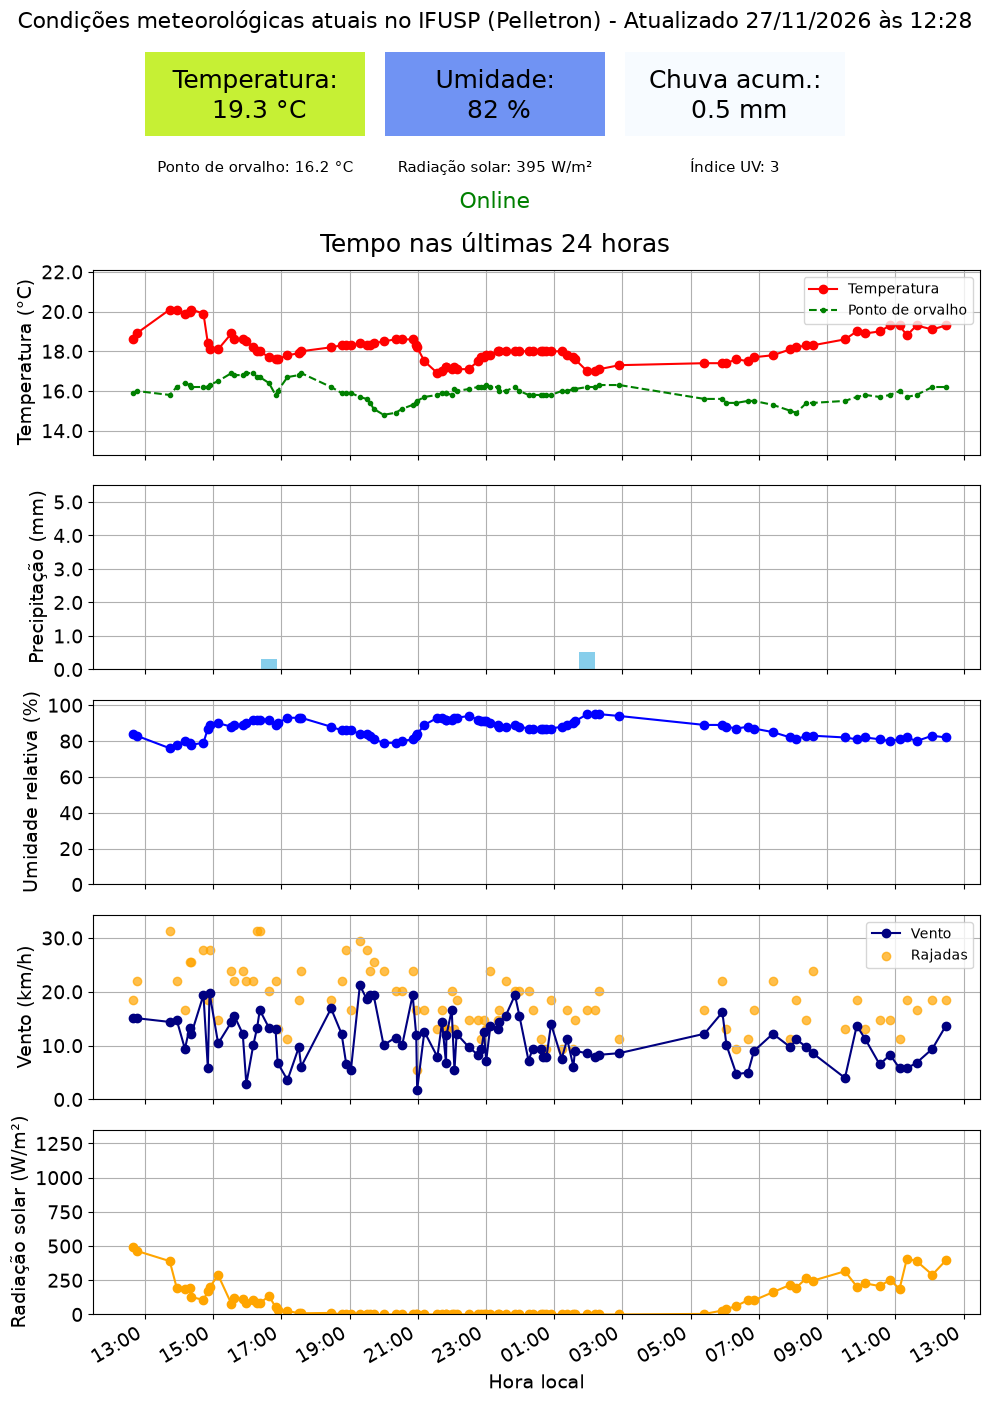 Condições meteorológicas atuais no IFUSP (Pelletron) - Atualizado 27/11/2026 às 12:28
Temperatura:
19.3 °C
Umidade:
82 %
Chuva acum.:
0.5 mm
Ponto de orvalho: 16.2 °C
Radiação solar: 395 W/m²
Índice UV: 3
Online
Tempo nas últimas 24 horas
Temperatura (°C)
22.0
20.0
18.0
16.0
14.0
Temperatura
Ponto de orvalho
Precipitação (mm)
5.0
4.0
3.0
2.0
1.0
0.0
Umidade relativa (%)
100
80
60
40
20
0
Vento (km/h)
30.0
20.0
10.0
0.0
Vento
Rajadas
Radiação solar (W/m²)
1250
1000
750
500
250
0
13:00
15:00
17:00
19:00
21:00
23:00
01:00
03:00
05:00
07:00
09:00
11:00
13:00
Hora local